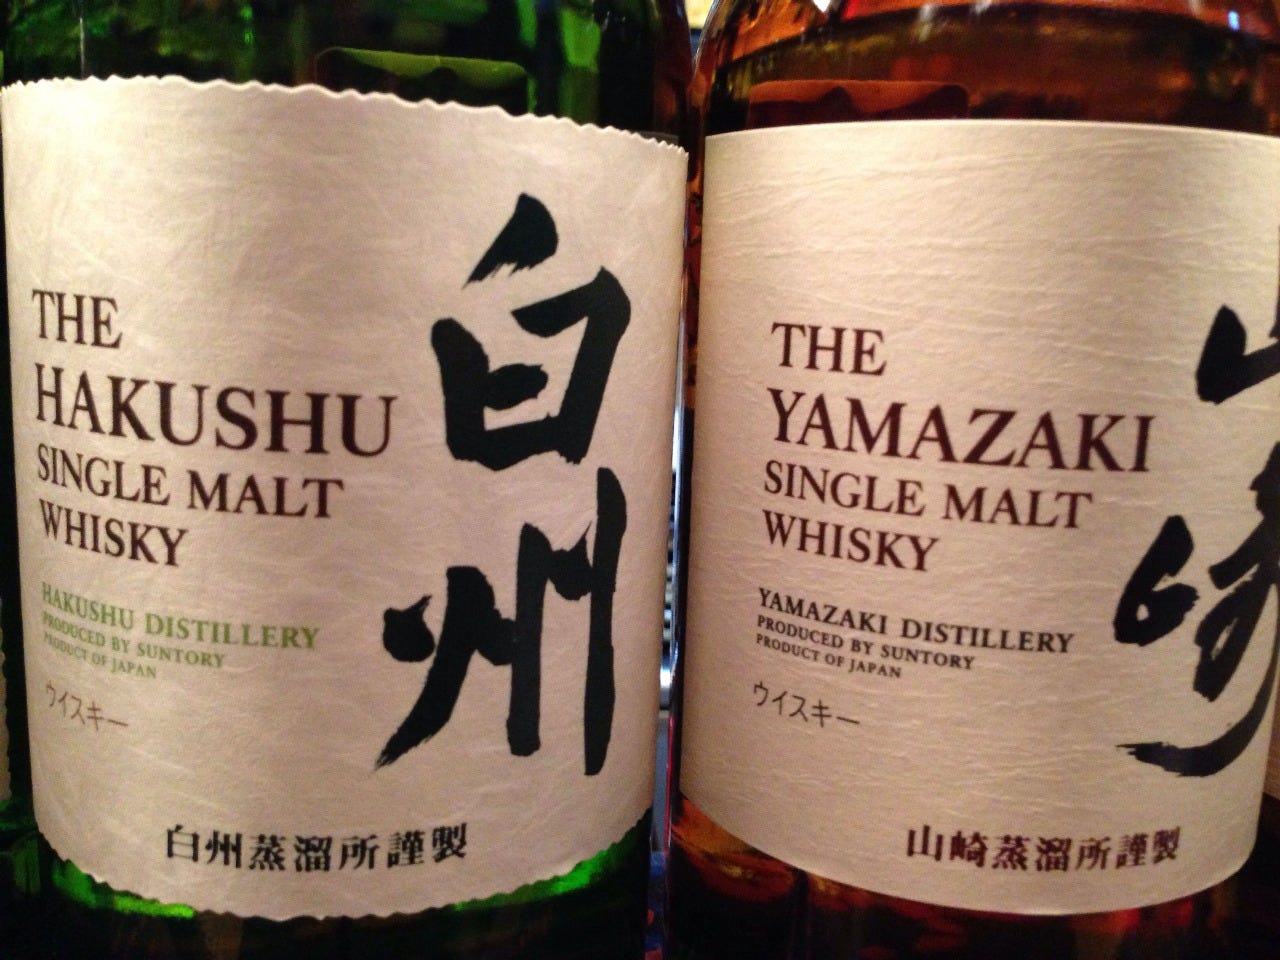 THE
HAKUSHU
SINGLE MALT
WHISKY
HAKUSHU DISTILLERY
PRODUCED BY SUNTORY
PRODUCT OF JAPAN
ウイスキー
白州
白州蒸溜所謹製
THE
YAMAZAKI
SINGLE MALT
WHISKY
YAMAZAKI DISTILLERY
PRODUCED BY SUNTORY
PRODUCT OF JAPAN
ウイスキー
山崎
山崎蒸溜所謹製